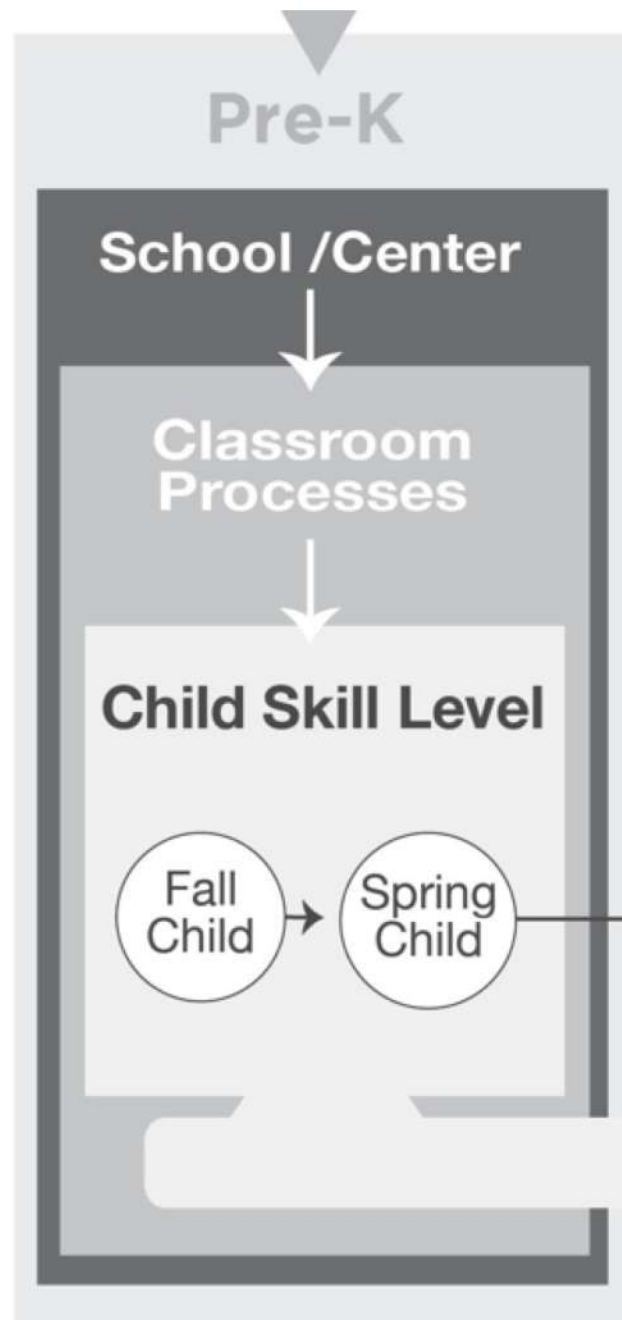 Pre-K
School /Center
Classroom
Processes
Child Skill Level
Fall
Child
Spring
Child